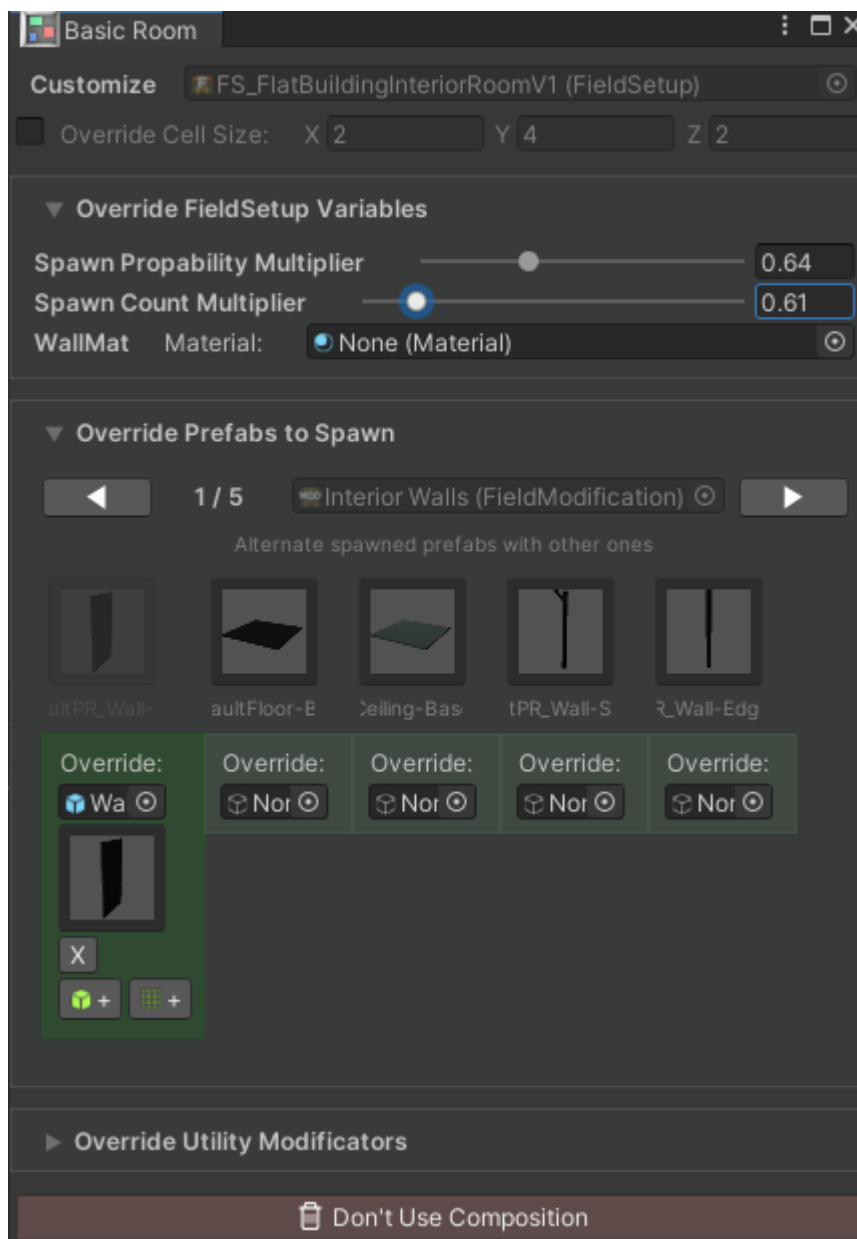 Basic Room
Customize FS_FlatBuildingInteriorRoomV1 (FieldSetup)
Override Cell Size: X 2 Y 4 Z 2
Override FieldSetup Variables
Spawn Propability Multiplier 0.64
Spawn Count Multiplier 0.61
WallMat Material: None (Material)
Override Prefabs to Spawn
1 / 5 Interior Walls (FieldModification)
Alternate spawned prefabs with other ones
ultPR_Wall- aultFloor-B Ceiling-Bas tPR_Wall-S R_Wall-Edg
Override: Override: Override: Override: Override:
Wa Nor Nor Nor Nor
X
+ +
Override Utility Modificators
Don't Use Composition